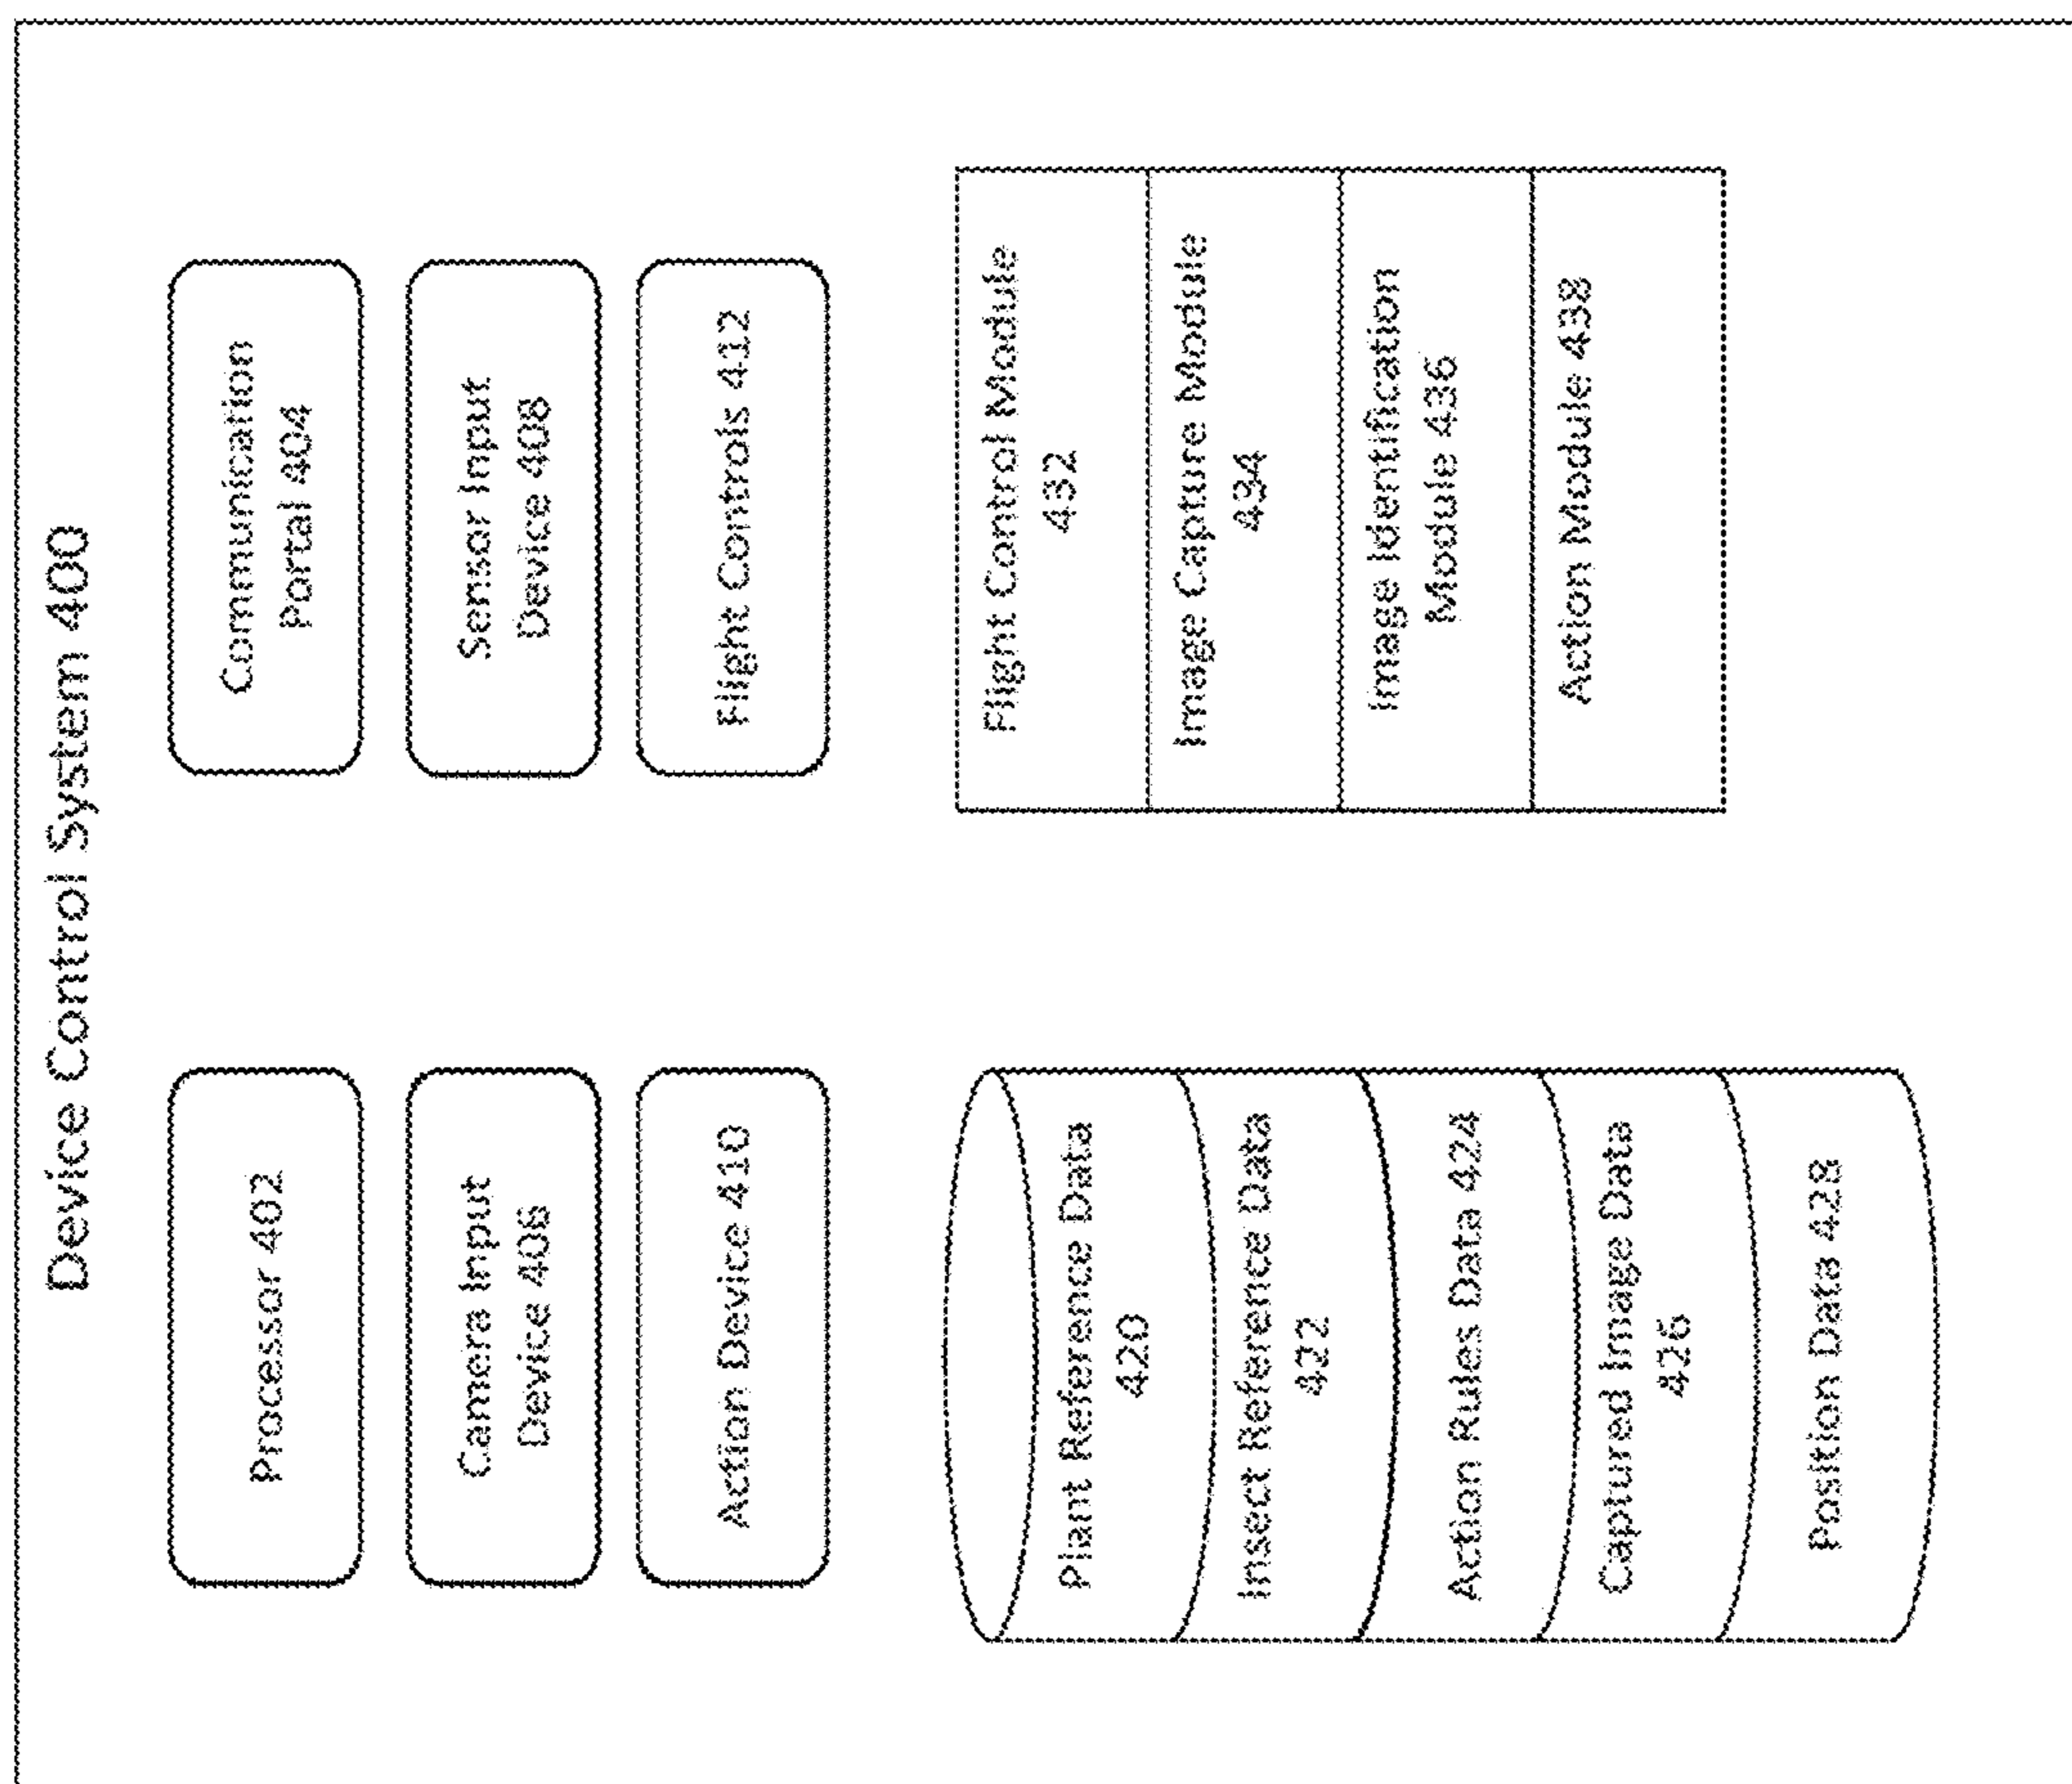 Device Control System 400
Processor 402
Communication
Portal 404
Camera Input
Device 406
Sensor Input
Device 408
Action Device 410
Flight Controls 412
Plant Reference Data
420
Insect Reference Data
422
Action Rules Data 424
Captured Image Data
426
Position Data 428
Flight Control Module
432
Image Capture Module
434
Image Identification
Module 436
Action Module 438